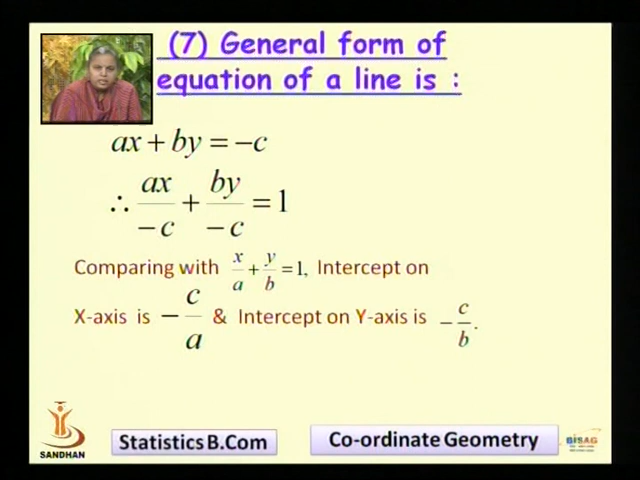 (7) General form of
equation of a line is :
ax + by = −c
∴ ax/−c + by/−c = 1
Comparing with x/a + y/b = 1, Intercept on
X-axis is − c/a & Intercept on Y-axis is − c/b.
SANDHAN
Statistics B.Com
Co-ordinate Geometry
BISAG